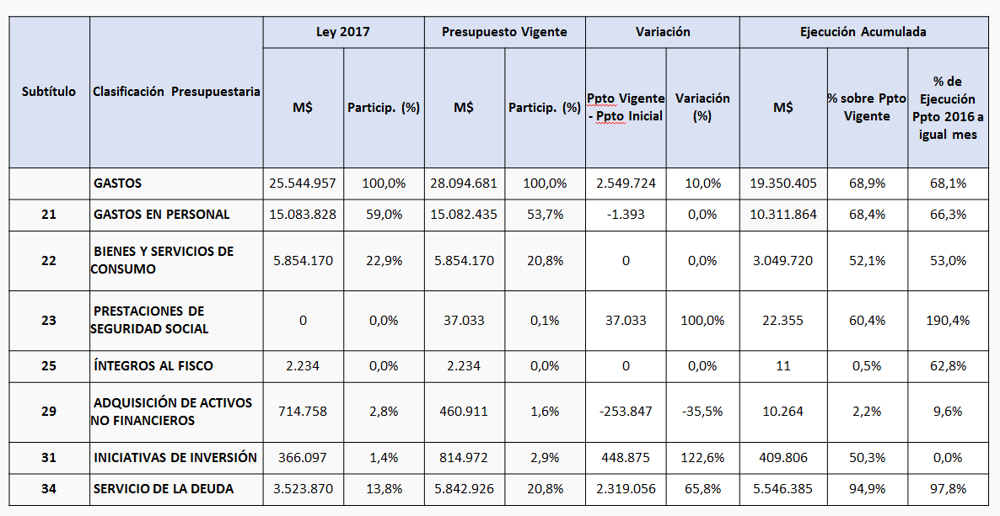 Subtítulo Clasificación Presupuestaria Ley 2017 Presupuesto Vigente Variación Ejecución Acumulada
M$ Particip. (%) M$ Particip. (%) Ppto Vigente - Ppto Inicial Variación (%) M$ % sobre Ppto Vigente % de Ejecución Ppto 2016 a igual mes
GASTOS 25.544.957 100,0% 28.094.681 100,0% 2.549.724 10,0% 19.350.405 68,9% 68,1%
21 GASTOS EN PERSONAL 15.083.828 59,0% 15.082.435 53,7% -1.393 0,0% 10.311.864 68,4% 66,3%
22 BIENES Y SERVICIOS DE CONSUMO 5.854.170 22,9% 5.854.170 20,8% 0 0,0% 3.049.720 52,1% 53,0%
23 PRESTACIONES DE SEGURIDAD SOCIAL 0 0,0% 37.033 0,1% 37.033 100,0% 22.355 60,4% 190,4%
25 ÍNTEGROS AL FISCO 2.234 0,0% 2.234 0,0% 0 0,0% 11 0,5% 62,8%
29 ADQUISICIÓN DE ACTIVOS NO FINANCIEROS 714.758 2,8% 460.911 1,6% -253.847 -35,5% 10.264 2,2% 9,6%
31 INICIATIVAS DE INVERSIÓN 366.097 1,4% 814.972 2,9% 448.875 122,6% 409.806 50,3% 0,0%
34 SERVICIO DE LA DEUDA 3.523.870 13,8% 5.842.926 20,8% 2.319.056 65,8% 5.546.385 94,9% 97,8%